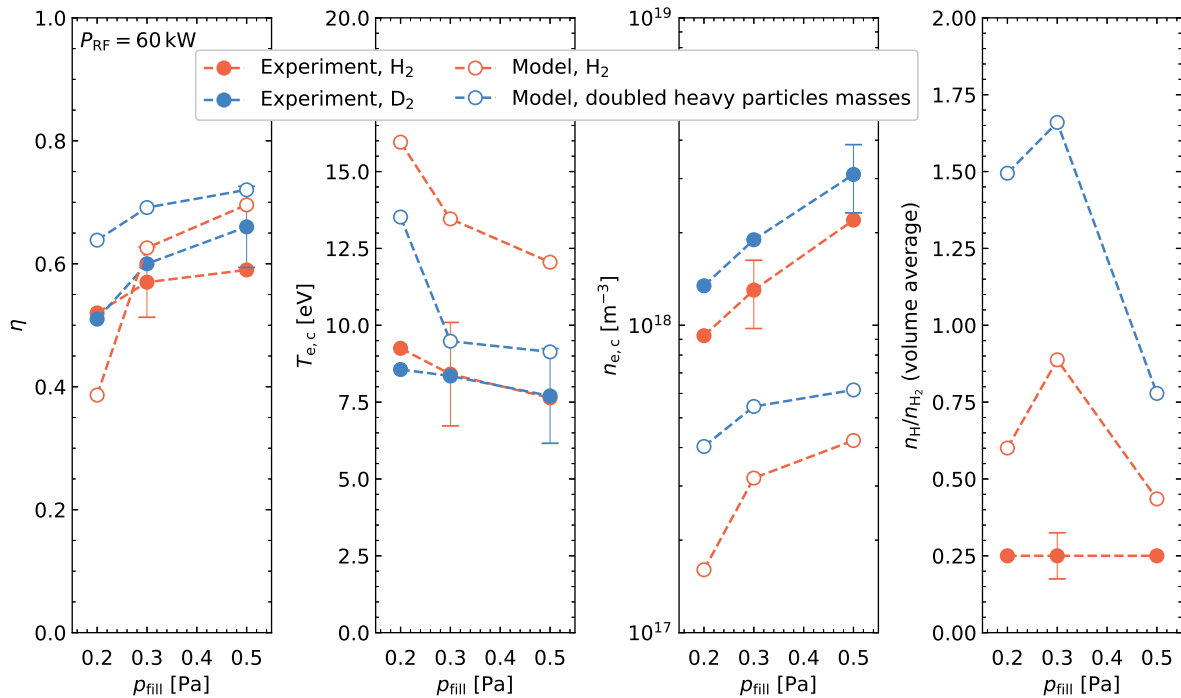 P_RF = 60 kW
Experiment, H₂
Experiment, D₂
Model, H₂
Model, doubled heavy particles masses
η
1.0
0.8
0.6
0.4
0.2
0.0
0.2 0.3 0.4 0.5
p_fill [Pa]
T_e,c [eV]
20.0
17.5
15.0
12.5
10.0
7.5
5.0
2.5
0.0
0.2 0.3 0.4 0.5
p_fill [Pa]
n_e,c [m⁻³]
10¹⁹
10¹⁸
10¹⁷
0.2 0.3 0.4 0.5
p_fill [Pa]
n_H/n_H₂ (volume average)
2.00
1.75
1.50
1.25
1.00
0.75
0.50
0.25
0.00
0.2 0.3 0.4 0.5
p_fill [Pa]